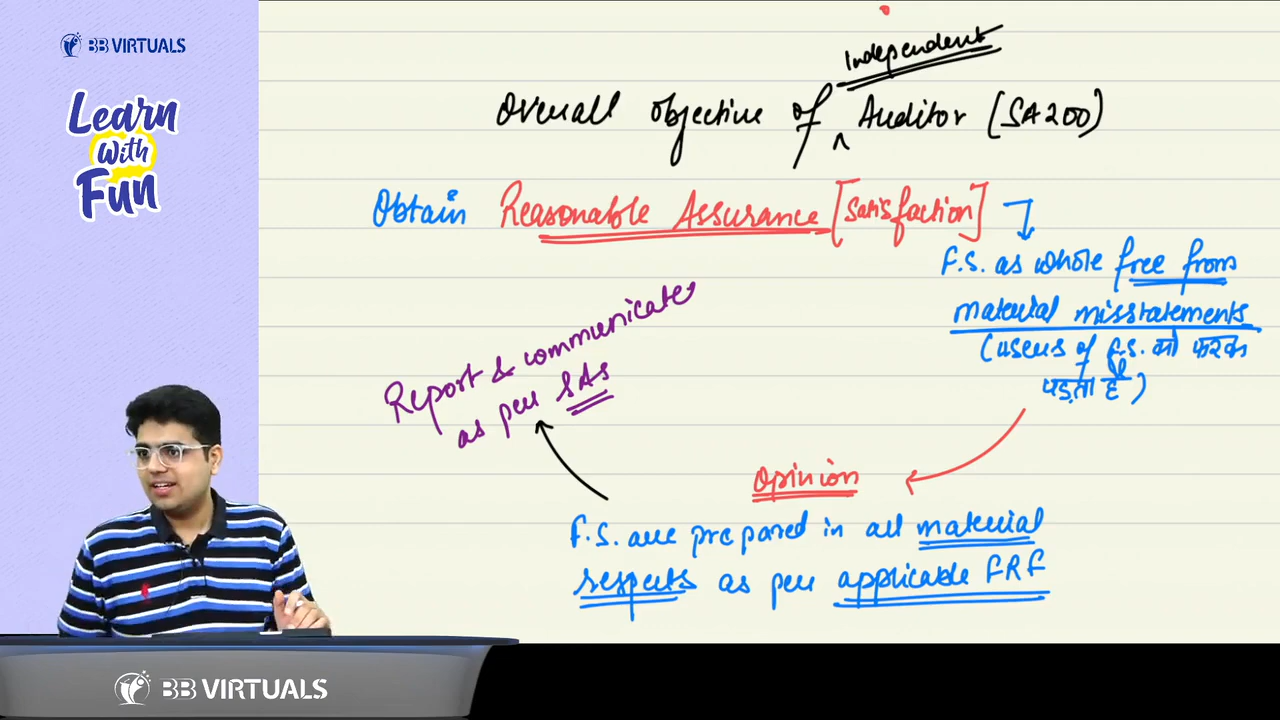 BB VIRTUALS
Learn
with
Fun
Independent
Overall objective of ^ Auditor [SA200]
Obtain Reasonable Assurance [Satisfaction]
F.S. as whole free from
material misstatements
(users of F.S. को फरक
पड़ता है)
Report & communicate
as per SAs
Opinion
F.S. are prepared in all material
respects as per applicable FRF
BB VIRTUALS